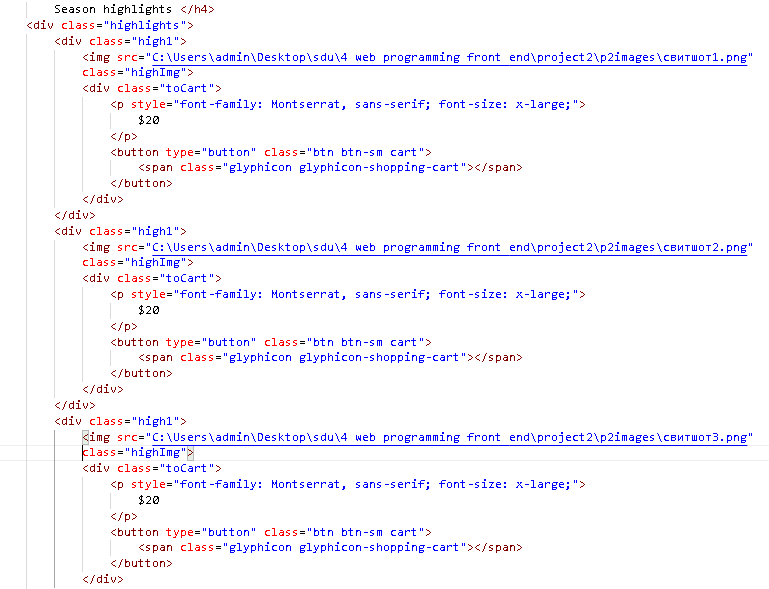 Season highlights </h4>
<div class="highlights">
<div class="high1">
<img src="C:\Users\admin\Desktop\sdu\4 web programming front end\project2\p2images\свитшот1.png"
class="highImg">
<div class="toCart">
<p style="font-family: Montserrat, sans-serif; font-size: x-large;">
$20
</p>
<button type="button" class="btn btn-sm cart">
<span class="glyphicon glyphicon-shopping-cart"></span>
</button>
</div>
</div>
<div class="high1">
<img src="C:\Users\admin\Desktop\sdu\4 web programming front end\project2\p2images\свитшот2.png"
class="highImg">
<div class="toCart">
<p style="font-family: Montserrat, sans-serif; font-size: x-large;">
$20
</p>
<button type="button" class="btn btn-sm cart">
<span class="glyphicon glyphicon-shopping-cart"></span>
</button>
</div>
</div>
<div class="high1">
<img src="C:\Users\admin\Desktop\sdu\4 web programming front end\project2\p2images\свитшот3.png"
class="highImg">
<div class="toCart">
<p style="font-family: Montserrat, sans-serif; font-size: x-large;">
$20
</p>
<button type="button" class="btn btn-sm cart">
<span class="glyphicon glyphicon-shopping-cart"></span>
</button>
</div>